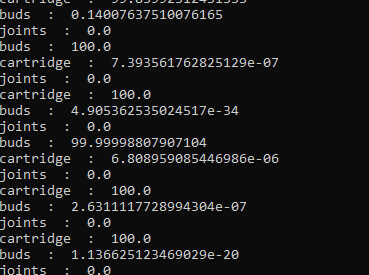 buds  :  0.14007637510076165
joints  :  0.0
buds  :  100.0
cartridge  :  7.393561762825129e-07
joints  :  0.0
cartridge  :  100.0
buds  :  4.905362535024517e-34
joints  :  0.0
buds  :  99.99998807907104
cartridge  :  6.808959085446986e-06
joints  :  0.0
cartridge  :  100.0
buds  :  2.6311117728994304e-07
joints  :  0.0
cartridge  :  100.0
buds  :  1.136625123469029e-20
joints  :  0.0